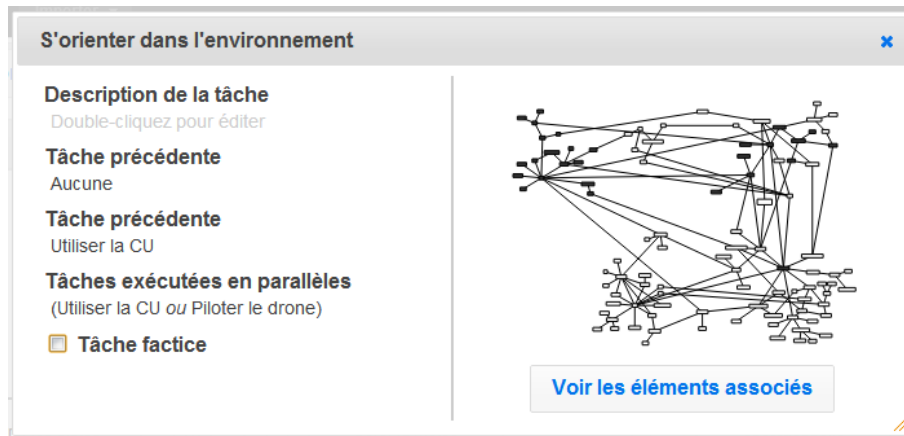 S'orienter dans l'environnement
Description de la tâche
Double-cliquez pour éditer
Tâche précédente
Aucune
Tâche précédente
Utiliser la CU
Tâches exécutées en parallèles
(Utiliser la CU ou Piloter le drone)
Tâche factice
Voir les éléments associés